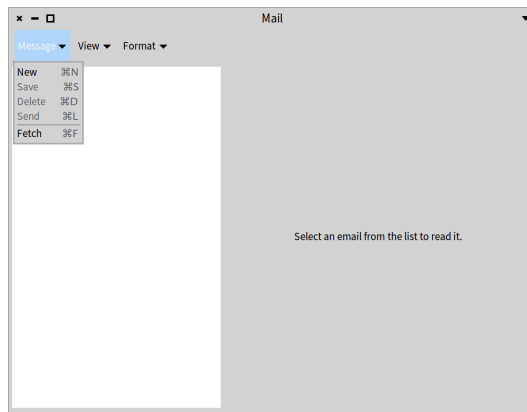 Mail
Message View Format
New ⌘N
Save ⌘S
Delete ⌘D
Send ⌘L
Fetch ⌘F
Select an email from the list to read it.